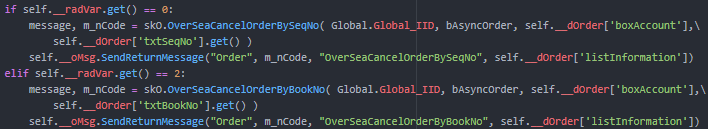 if self.__radVar.get() == 0:
message, m_nCode = skO.OverSeaCancelOrderBySeqNo( Global.Global_IID, bAsyncOrder, self.__dOrder['boxAccount'],\
self.__dOrder['txtSeqNo'].get() )
self.__oMsg.SendReturnMessage("Order", m_nCode, "OverSeaCancelOrderBySeqNo", self.__dOrder['listInformation'])
elif self.__radVar.get() == 2:
message, m_nCode = skO.OverSeaCancelOrderByBookNo( Global.Global_IID, bAsyncOrder, self.__dOrder['boxAccount'],\
self.__dOrder['txtBookNo'].get() )
self.__oMsg.SendReturnMessage("Order", m_nCode, "OverSeaCancelOrderByBookNo", self.__dOrder['listInformation'])